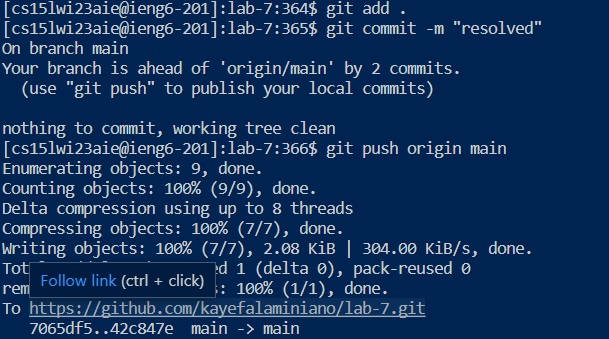 [cs15lwi23aie@ieng6-201]:lab-7:364$ git add .
[cs15lwi23aie@ieng6-201]:lab-7:365$ git commit -m "resolved"
On branch main
Your branch is ahead of 'origin/main' by 2 commits.
  (use "git push" to publish your local commits)

nothing to commit, working tree clean
[cs15lwi23aie@ieng6-201]:lab-7:366$ git push origin main
Enumerating objects: 9, done.
Counting objects: 100% (9/9), done.
Delta compression using up to 8 threads
Compressing objects: 100% (7/7), done.
Writing objects: 100% (7/7), 2.08 KiB | 304.00 KiB/s, done.
1 (delta 0), pack-reused 0
Follow link (ctrl + click)
100% (1/1), done.
To https://github.com/kayefalaminiano/lab-7.git
   7065df5..42c847e  main -> main